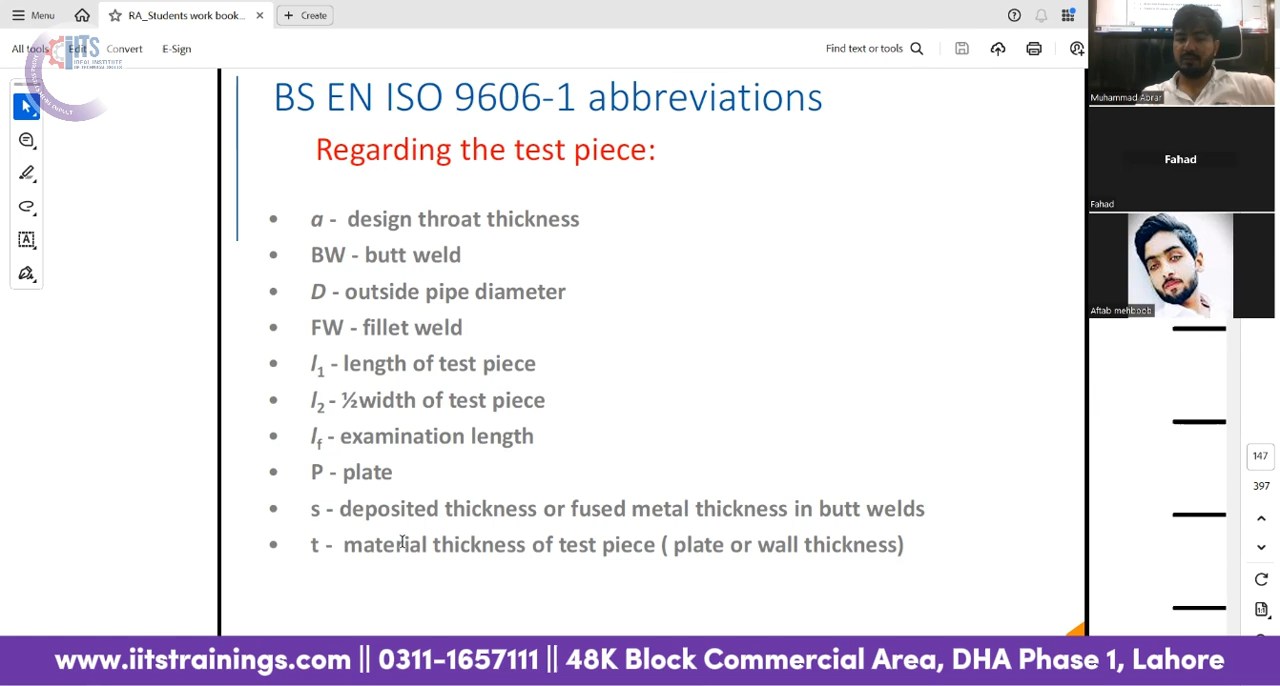 Menu
RA_Students work book... ×
+ Create
All tools Edit Convert E-Sign
Find text or tools
IITS
IDEAL INSTITUTE
BS EN ISO 9606-1 abbreviations
Regarding the test piece:
• a - design throat thickness
• BW - butt weld
• D - outside pipe diameter
• FW - fillet weld
• l1 - length of test piece
• l2 - ½width of test piece
• lf - examination length
• P - plate
• s - deposited thickness or fused metal thickness in butt welds
• t - material thickness of test piece ( plate or wall thickness)
Muhammad Abrar
Fahad
Fahad
Aftab mehboob
147
397
www.iitstrainings.com || 0311-1657111 || 48K Block Commercial Area, DHA Phase 1, Lahore